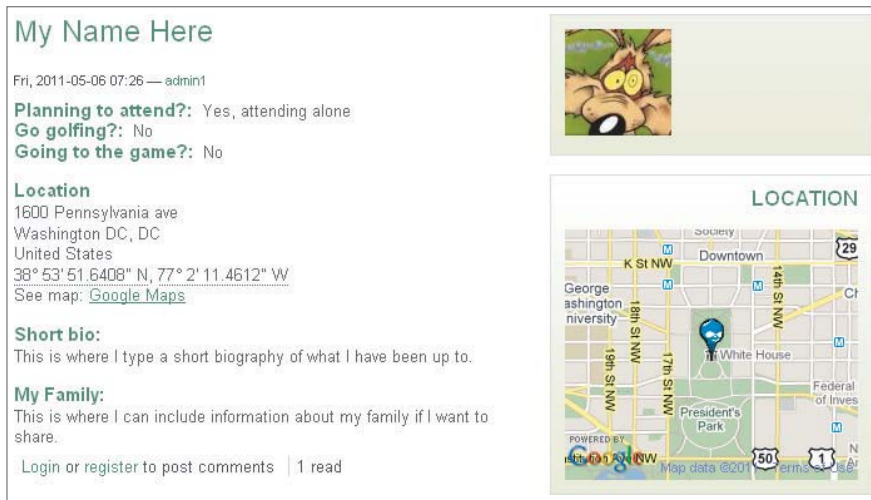 My Name Here
Fri, 2011-05-06 07:26 — admin1
Planning to attend?: Yes, attending alone
Go golfing?: No
Going to the game?: No
Location
1600 Pennsylvania ave
Washington DC, DC
United States
38° 53' 51.6408" N, 77° 2' 11.4612" W
See map: Google Maps
Short bio:
This is where I type a short biography of what I have been up to.
My Family:
This is where I can include information about my family if I want to
share.
Login or register to post comments 1 read
LOCATION
Society
29
M
K St NW
Downtown
M
M
George
ashington
niversity
18th St NW
14th St NW
19th St NW
17th St NW
M
White House
Federal
of Inves
President's
Park
M
POWERED BY
Google
Ave NW
50
1
Map data ©201
Terms of Use